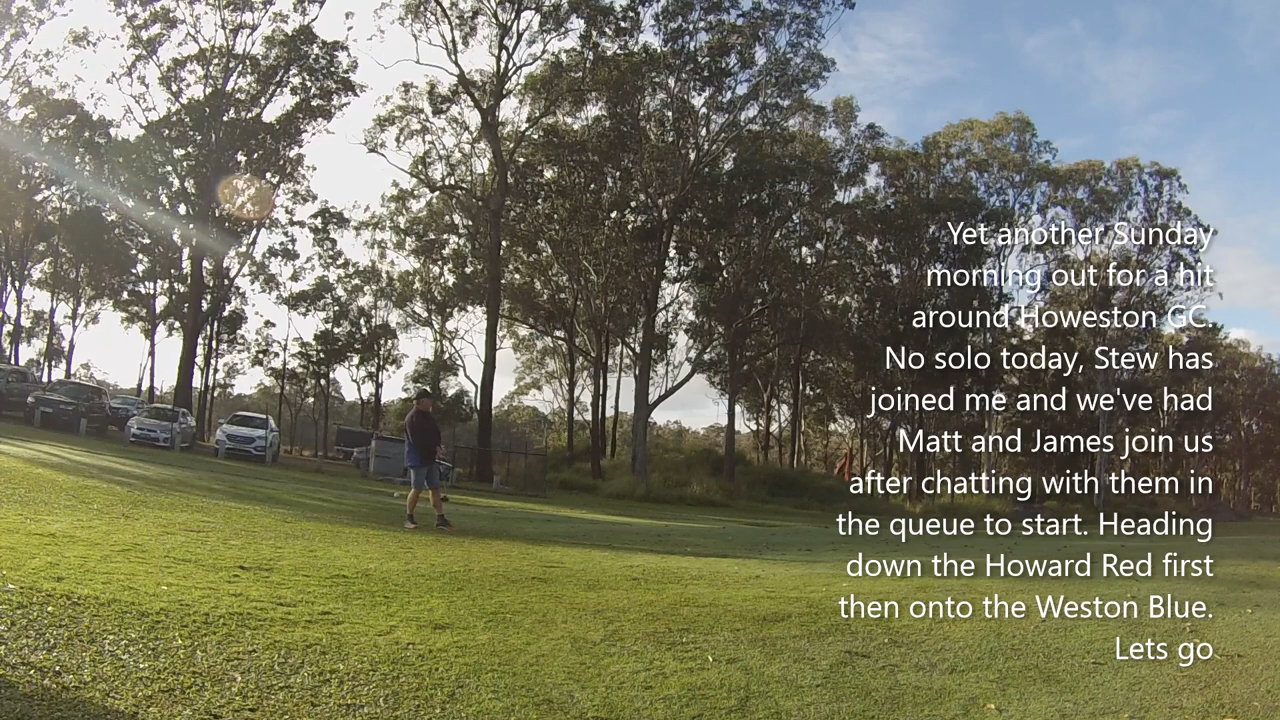 Yet another Sunday
morning out for a hit
around Howeston GC.
No solo today, Stew has
joined me and we've had
Matt and James join us
after chatting with them in
the queue to start. Heading
down the Howard Red first
then onto the Weston Blue.
Lets go